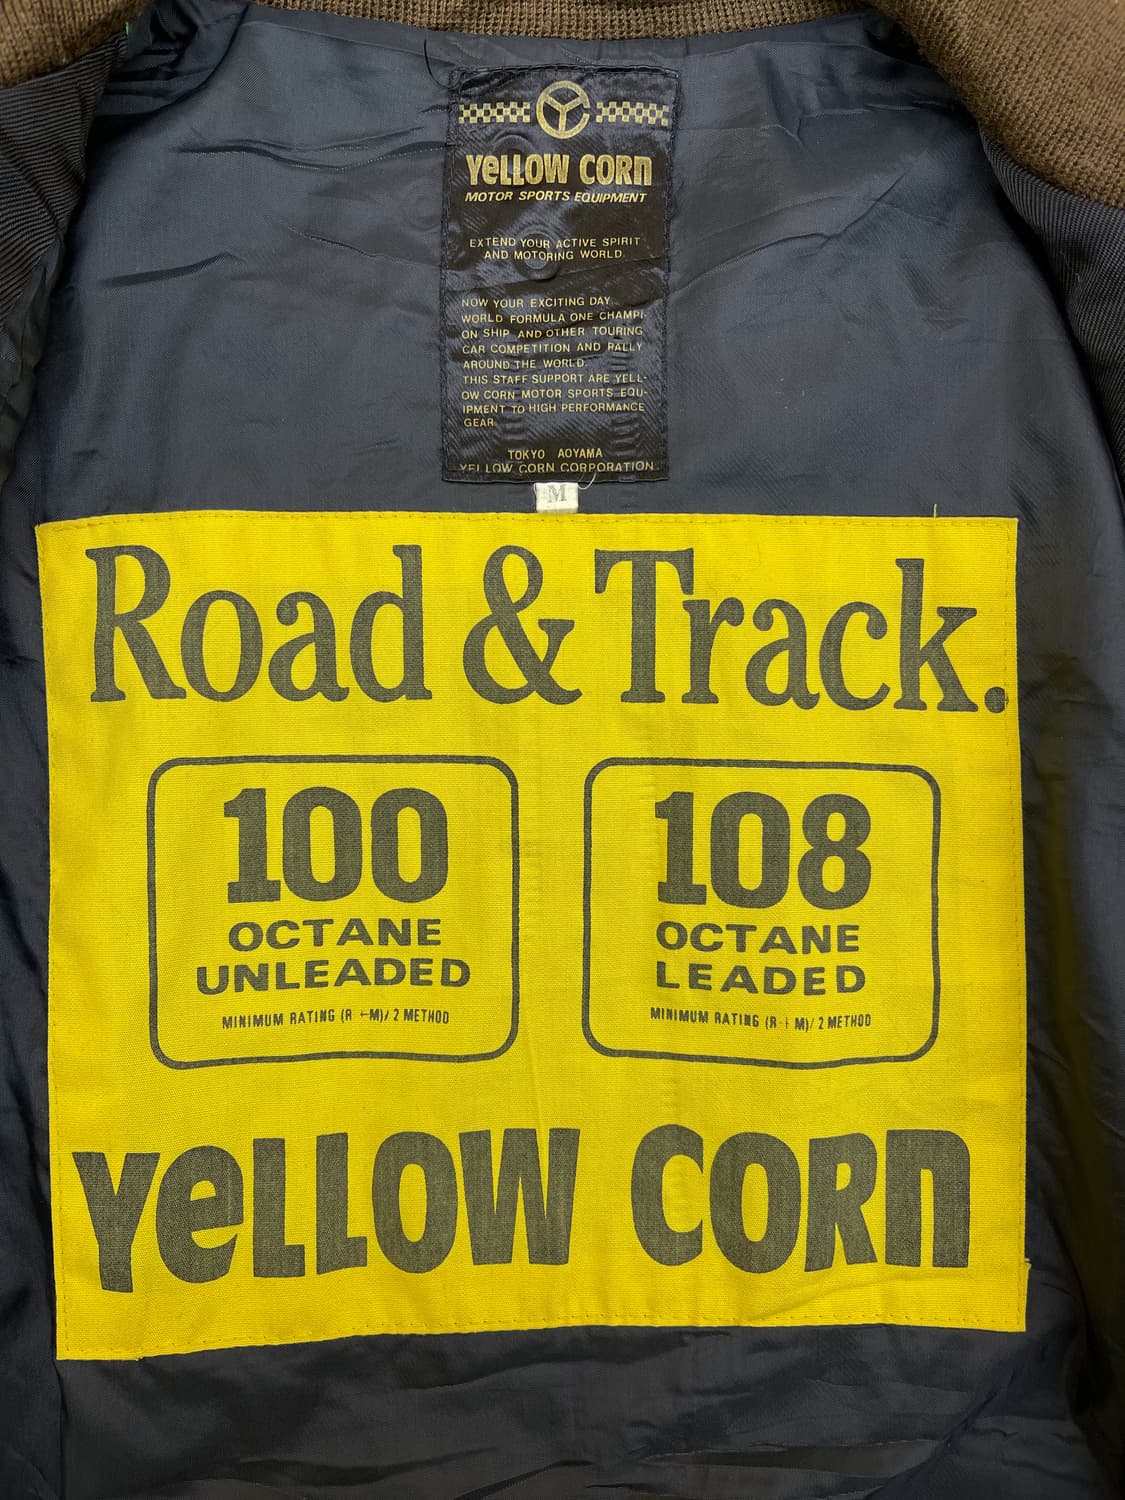 YeLLOW CORn
MOTOR SPORTS EQUIPMENT
EXTEND YOUR ACTIVE SPIRIT
AND MOTORING WORLD.
NOW YOUR EXCITING DAY
WORLD FORMULA ONE CHAMPI-
ON SHIP AND OTHER TOURING
CAR COMPETITION AND RALLY
AROUND THE WORLD.
THIS STAFF SUPPORT ARE YELL-
OW CORN MOTOR SPORTS EQU-
IPMENT TO HIGH PERFORMANCE
GEAR
TOKYO AOYAMA
YELLOW CORN CORPORATION
M
Road & Track.
100
OCTANE
UNLEADED
MINIMUM RATING (R+M)/2 METHOD
108
OCTANE
LEADED
MINIMUM RATING (R+M)/2 METHOD
YeLLOW CORn